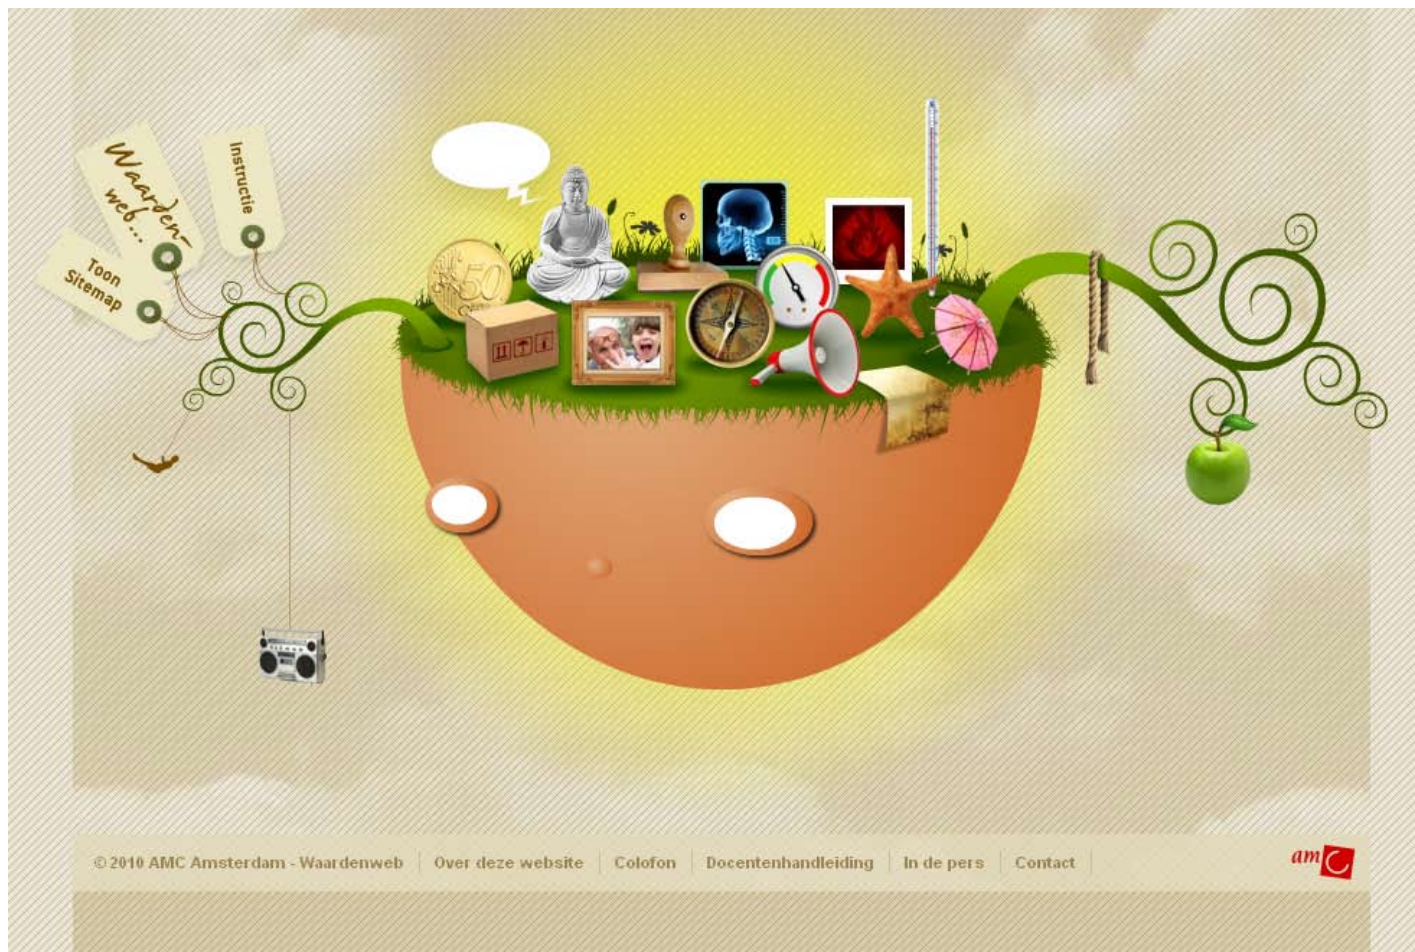 Waarden-
web...
Instructie
Toon
Sitemap
50
© 2010 AMC Amsterdam - Waardenweb
Over deze website
Colofon
Docentenhandleiding
In de pers
Contact
amc